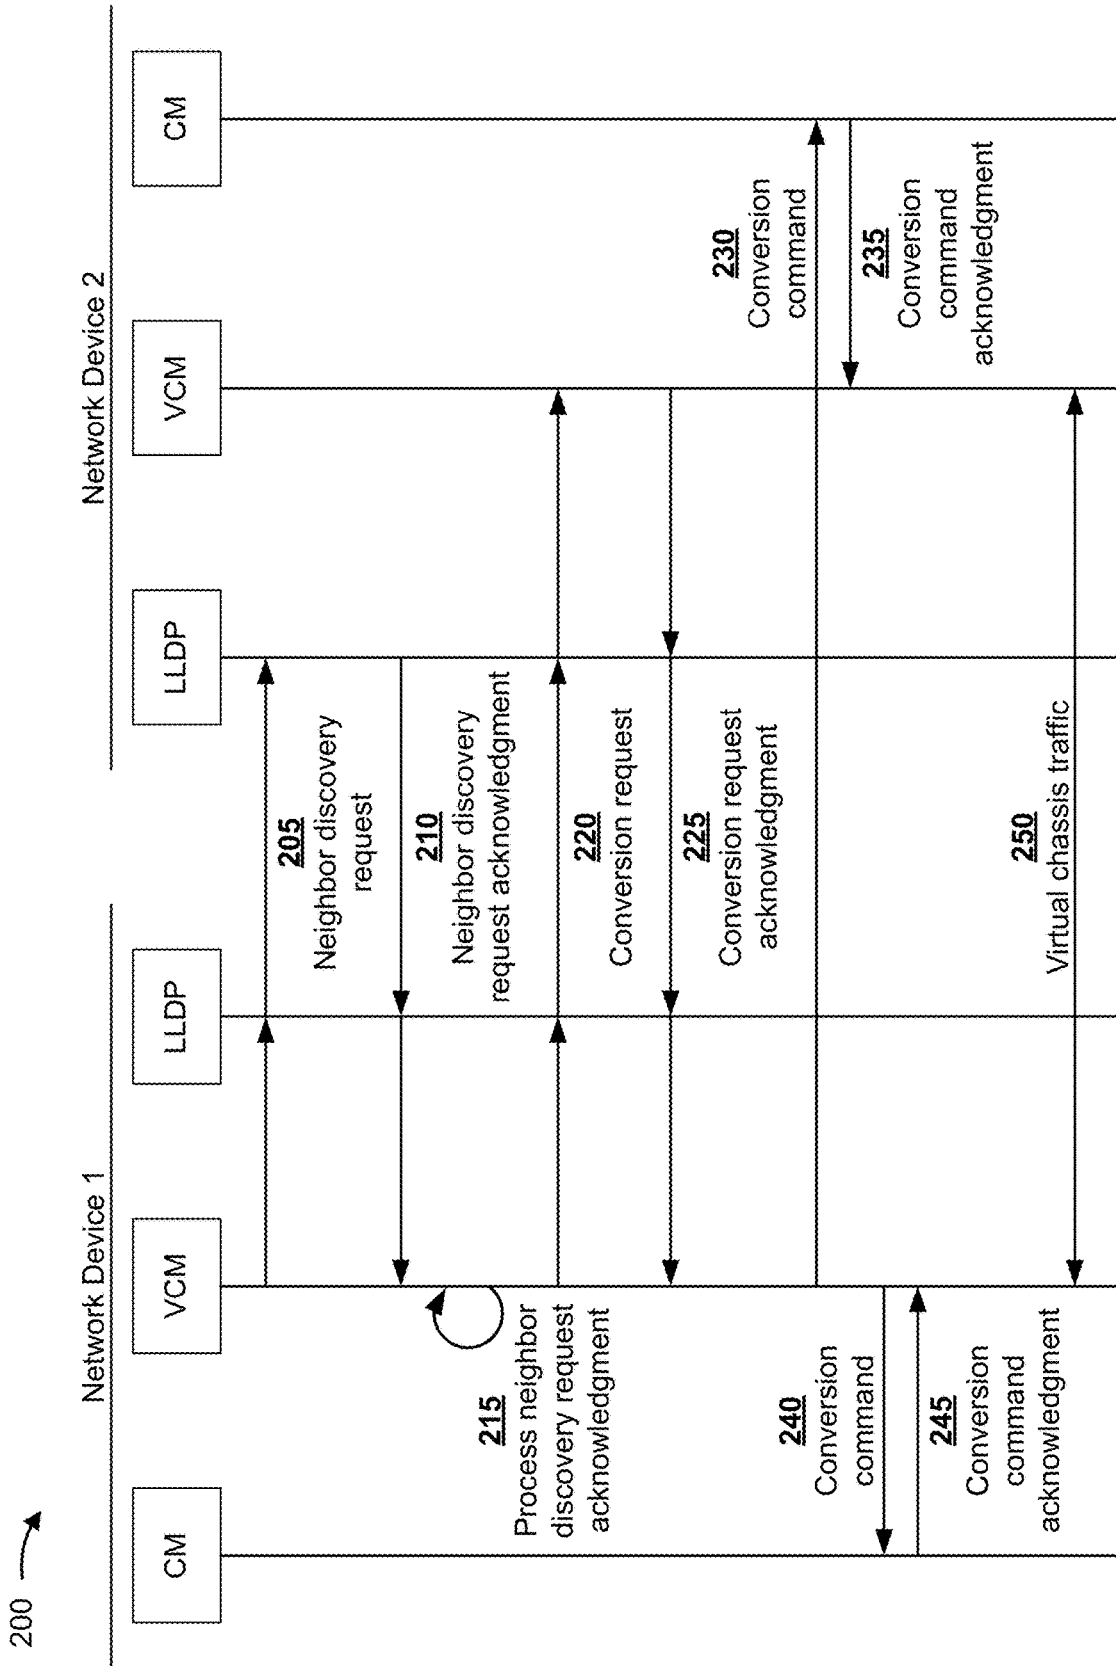 200
Network Device 1
Network Device 2
CM
VCM
LLDP
LLDP
VCM
CM
205
Neighbor discovery
request
210
Neighbor discovery
request acknowledgment
215
Process neighbor
discovery request
acknowledgment
220
Conversion request
225
Conversion request
acknowledgment
230
Conversion
command
235
Conversion
command
acknowledgment
240
Conversion
command
245
Conversion
command
acknowledgment
250
Virtual chassis traffic